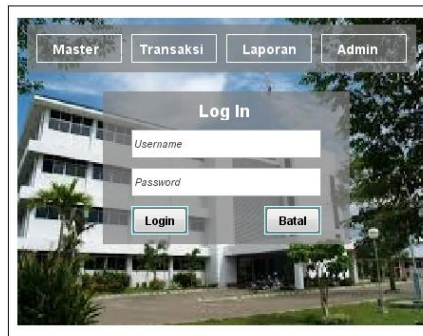 Master Transaksi Laporan Admin
Log In
Username
Password
Login Batal